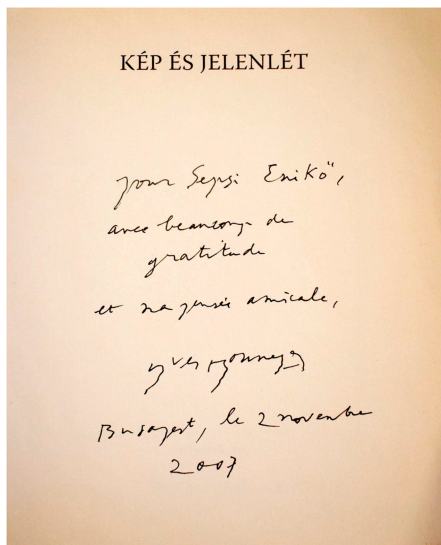 KÉP ÉS JELENLÉT
pour Sepsi Enikő,
avec beaucoup de
gratitude
et ma pensée amicale,
Yves Bonnefoy
Budapest, le 2 novembre
2007